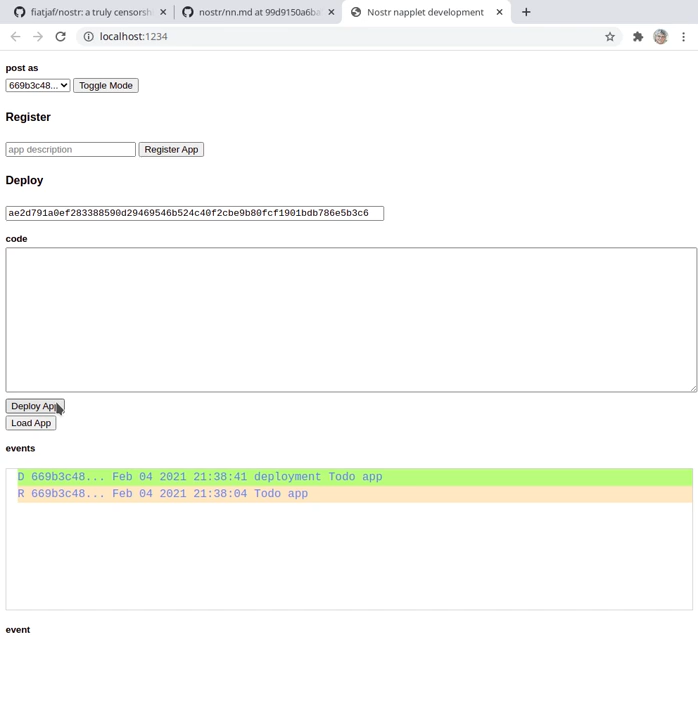 fiatjaf/nostr: a truly censorsh
nostr/nn.md at 99d9150a6ba
Nostr napplet development
localhost:1234
post as
669b3c48...
Toggle Mode
Register
app description
Register App
Deploy
ae2d791a0ef283388590d29469546b524c40f2cbe9b80fcf1901bdb786e5b3c6
code
Deploy App
Load App
events
D 669b3c48... Feb 04 2021 21:38:41 deployment Todo app
R 669b3c48... Feb 04 2021 21:38:04 Todo app
event